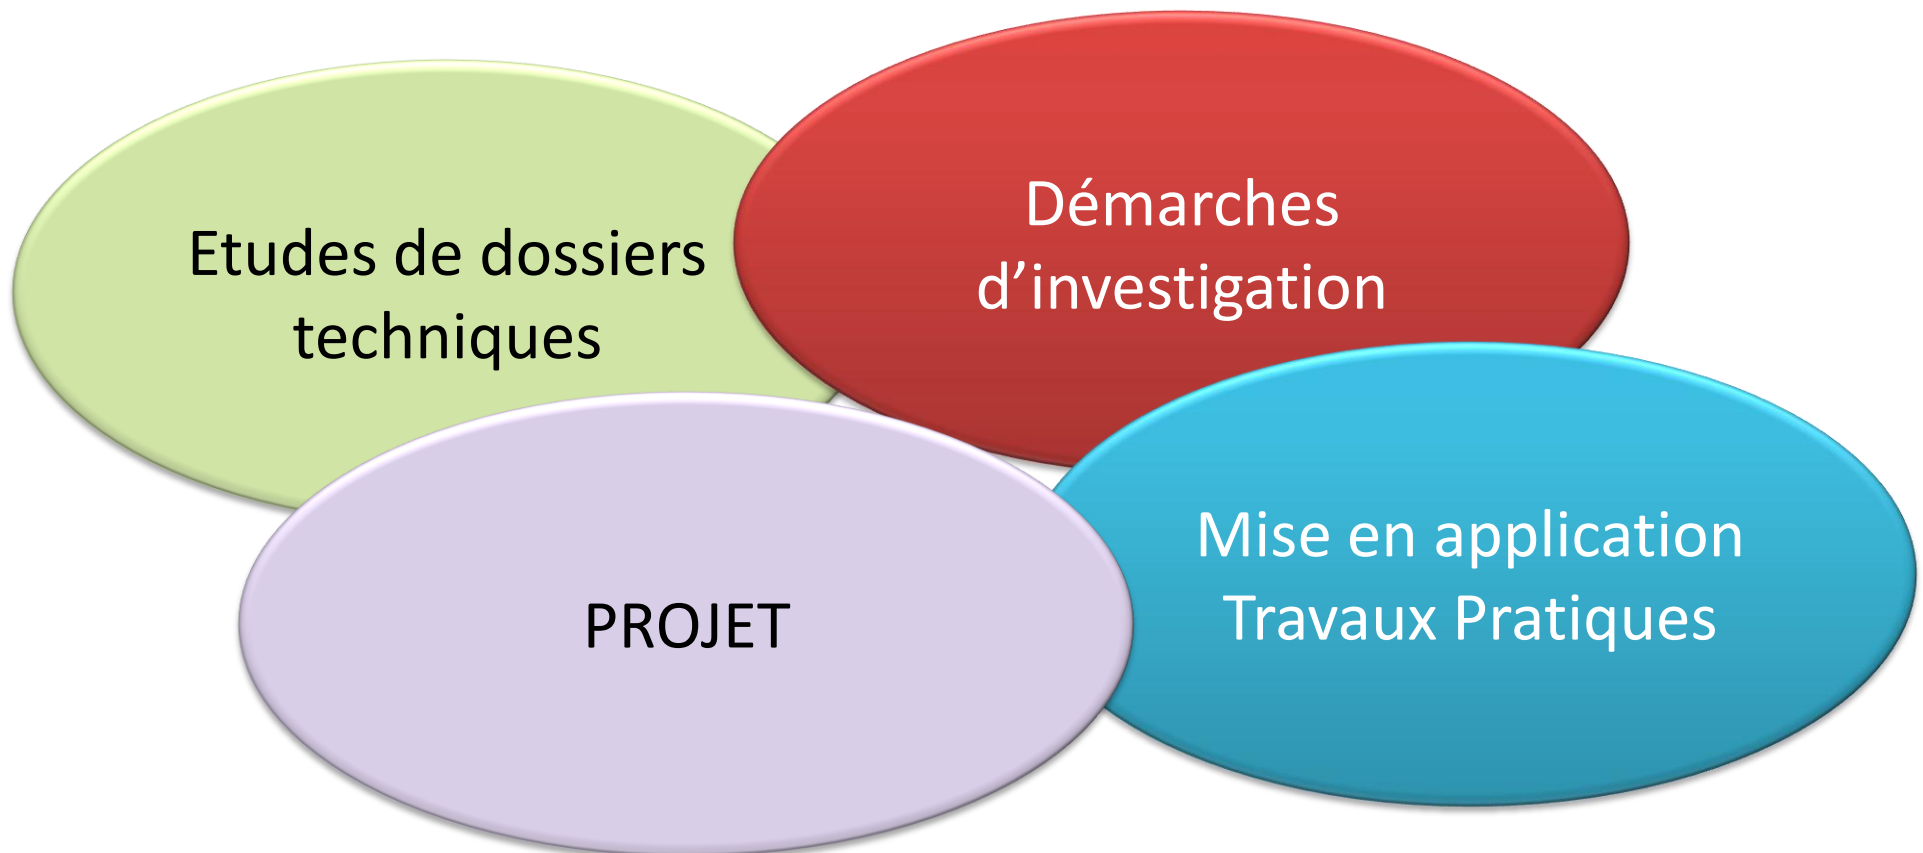 Etudes de dossiers
techniques
Démarches
d’investigation
PROJET
Mise en application
Travaux Pratiques